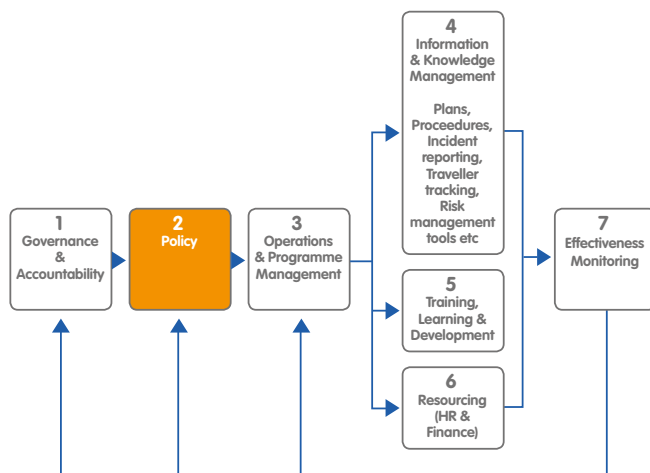 1
Governance
&
Accountability
2
Policy
3
Operations
& Programme
Management
4
Information
& Knowledge
Management
Plans,
Proceedures,
Incident
reporting,
Traveller
tracking,
Risk
management
tools etc
5
Training,
Learning &
Development
6
Resourcing
(HR &
Finance)
7
Effectiveness
Monitoring